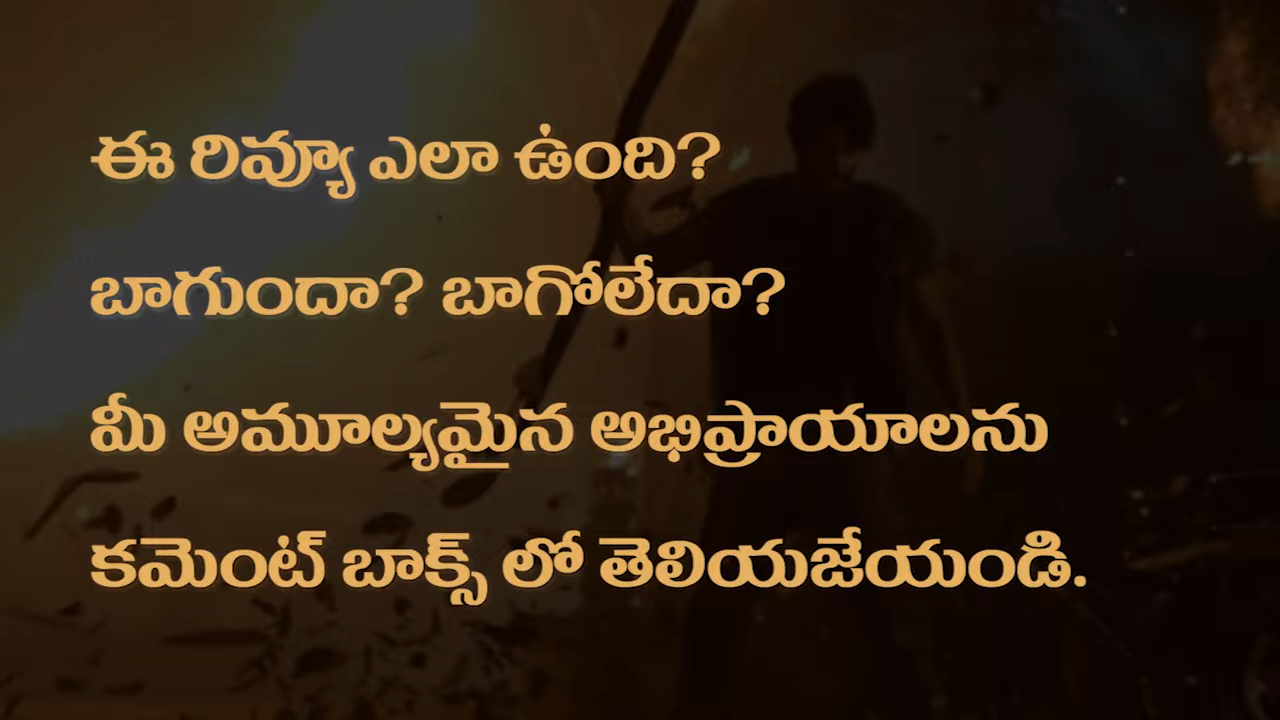 ఈ రివ్యూ ఎలా ఉంది?
బాగుందా? బాగోలేదా?
మీ అమూల్యమైన అభిప్రాయాలను
కమెంట్ బాక్స్ లో తెలియజేయండి.